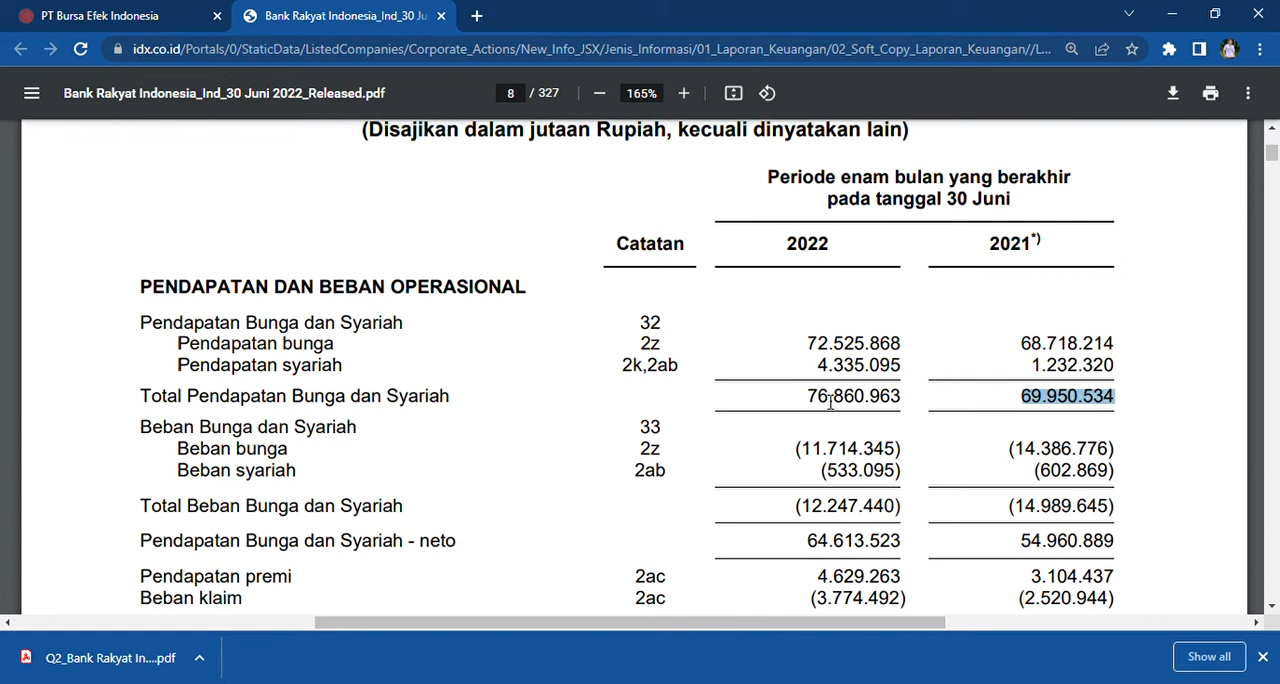 PT Bursa Efek Indonesia
Bank Rakyat Indonesia_Ind_30 Ju
idx.co.id/Portals/0/StaticData/ListedCompanies/Corporate_Actions/New_Info_JSX/Jenis_Informasi/01_Laporan_Keuangan/02_Soft_Copy_Laporan_Keuangan//L...
Bank Rakyat Indonesia_Ind_30 Juni 2022_Released.pdf 8 / 327 165%
(Disajikan dalam jutaan Rupiah, kecuali dinyatakan lain)
Periode enam bulan yang berakhir
pada tanggal 30 Juni
Catatan 2022 2021*)
PENDAPATAN DAN BEBAN OPERASIONAL
Pendapatan Bunga dan Syariah 32
Pendapatan bunga 2z 72.525.868 68.718.214
Pendapatan syariah 2k,2ab 4.335.095 1.232.320
Total Pendapatan Bunga dan Syariah 76.860.963 69.950.534
Beban Bunga dan Syariah 33
Beban bunga 2z (11.714.345) (14.386.776)
Beban syariah 2ab (533.095) (602.869)
Total Beban Bunga dan Syariah (12.247.440) (14.989.645)
Pendapatan Bunga dan Syariah - neto 64.613.523 54.960.889
Pendapatan premi 2ac 4.629.263 3.104.437
Beban klaim 2ac (3.774.492) (2.520.944)
Q2_Bank Rakyat In....pdf Show all